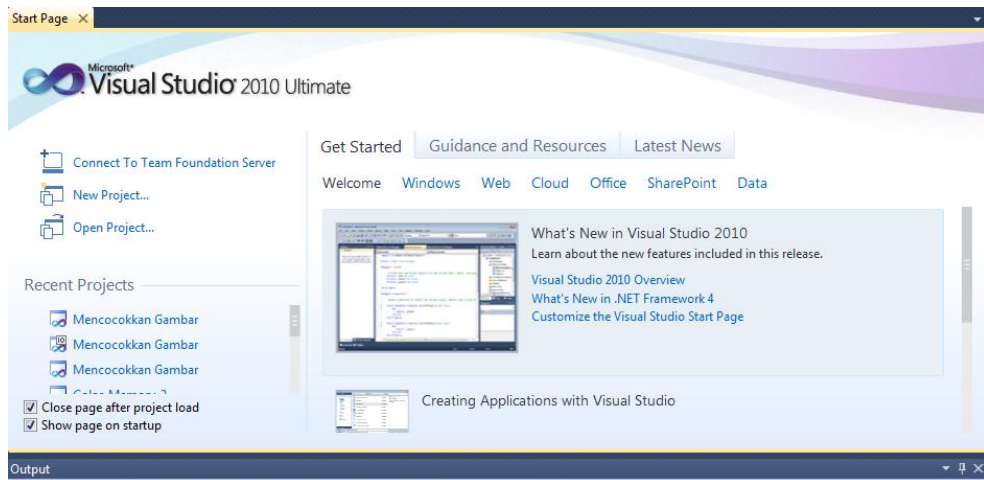 Start Page
Microsoft
Visual Studio 2010 Ultimate
Connect To Team Foundation Server
New Project...
Open Project...
Recent Projects
Mencocokkan Gambar
Mencocokkan Gambar
Mencocokkan Gambar
Close page after project load
Show page on startup
Get Started Guidance and Resources Latest News
Welcome Windows Web Cloud Office SharePoint Data
What's New in Visual Studio 2010
Learn about the new features included in this release.
Visual Studio 2010 Overview
What's New in .NET Framework 4
Customize the Visual Studio Start Page
Creating Applications with Visual Studio
Output